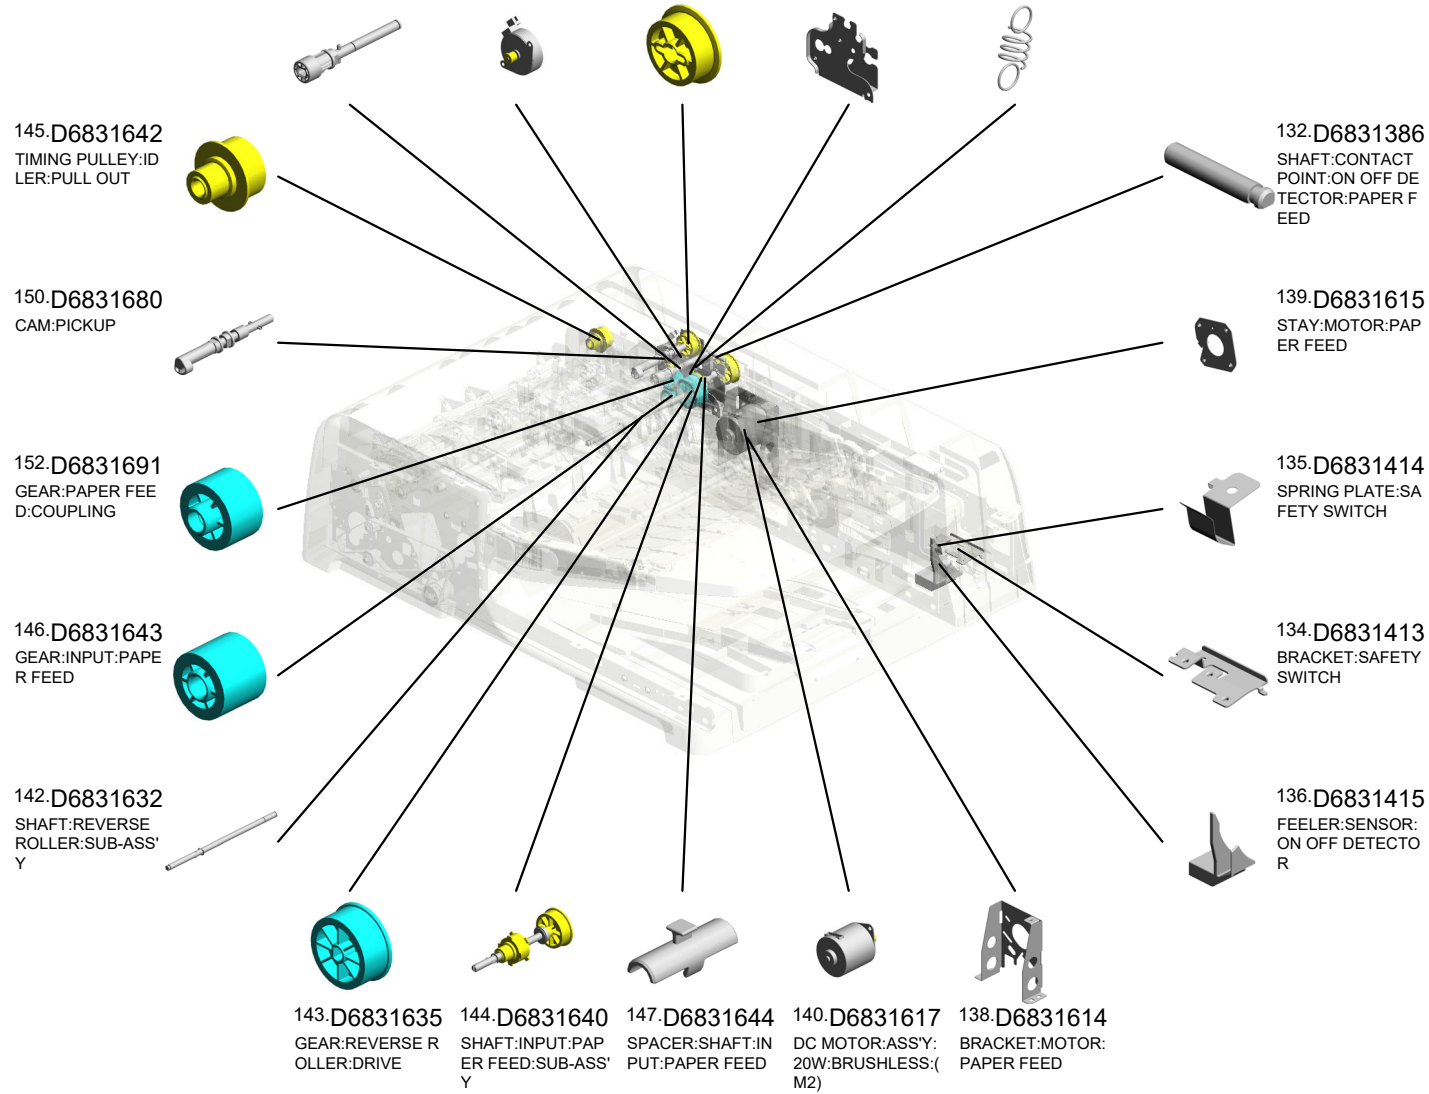 145.D6831642
TIMING PULLEY:ID
LER:PULL OUT
150.D6831680
CAM:PICKUP
152.D6831691
GEAR:PAPER FEE
D:COUPLING
146.D6831643
GEAR:INPUT:PAPE
R FEED
142.D6831632
SHAFT:REVERSE
ROLLER:SUB-ASS'
Y
143.D6831635
GEAR:REVERSE R
OLLER:DRIVE
144.D6831640
SHAFT:INPUT:PAP
ER FEED:SUB-ASS'
Y
147.D6831644
SPACER:SHAFT:IN
PUT:PAPER FEED
140.D6831617
DC MOTOR:ASS'Y:
20W:BRUSHLESS:(
M2)
138.D6831614
BRACKET:MOTOR:
PAPER FEED
132.D6831386
SHAFT:CONTACT
POINT:ON OFF DE
TECTOR:PAPER F
EED
139.D6831615
STAY:MOTOR:PAP
ER FEED
135.D6831414
SPRING PLATE:SA
FETY SWITCH
134.D6831413
BRACKET:SAFETY
SWITCH
136.D6831415
FEELER:SENSOR:
ON OFF DETECTO
R